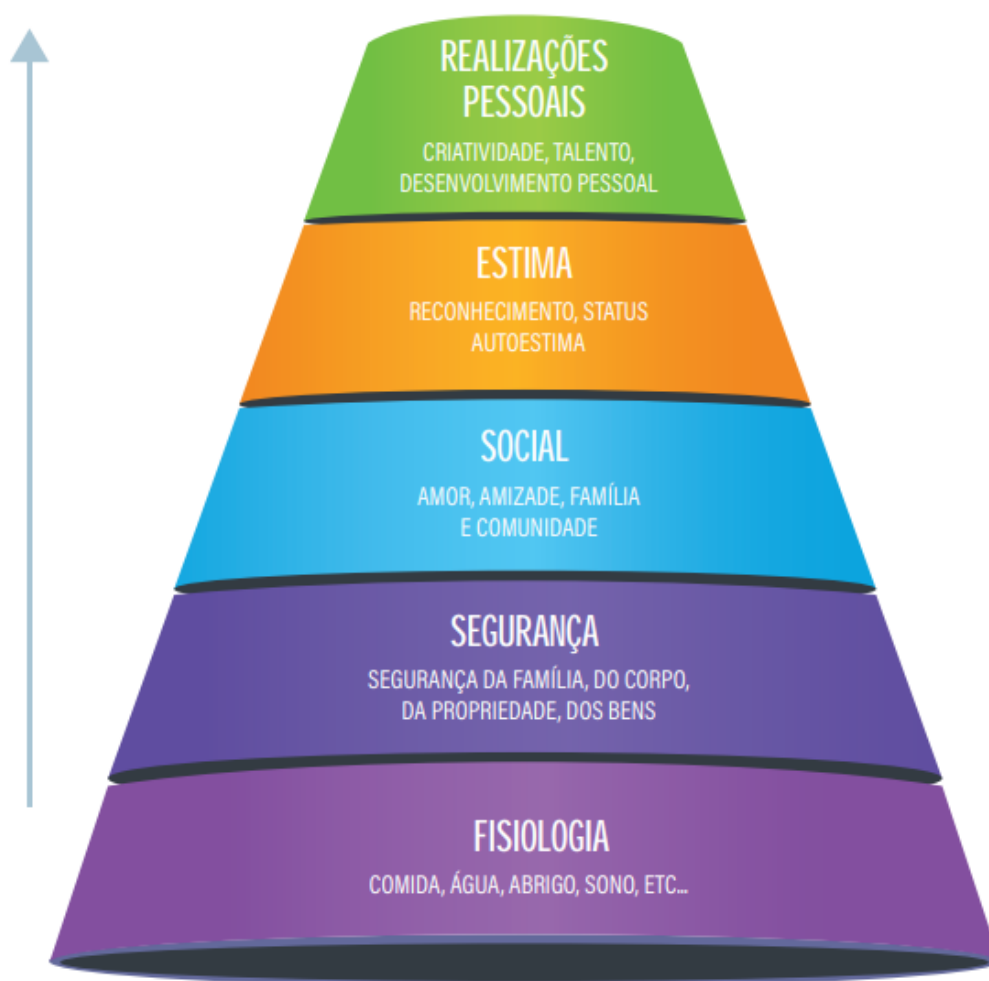 REALIZAÇÕES
PESSOAIS
CRIATIVIDADE, TALENTO,
DESENVOLVIMENTO PESSOAL
ESTIMA
RECONHECIMENTO, STATUS
AUTOESTIMA
SOCIAL
AMOR, AMIZADE, FAMÍLIA
E COMUNIDADE
SEGURANÇA
SEGURANÇA DA FAMÍLIA, DO CORPO,
DA PROPRIEDADE, DOS BENS
FISIOLOGIA
COMIDA, ÁGUA, ABRIGO, SONO, ETC...